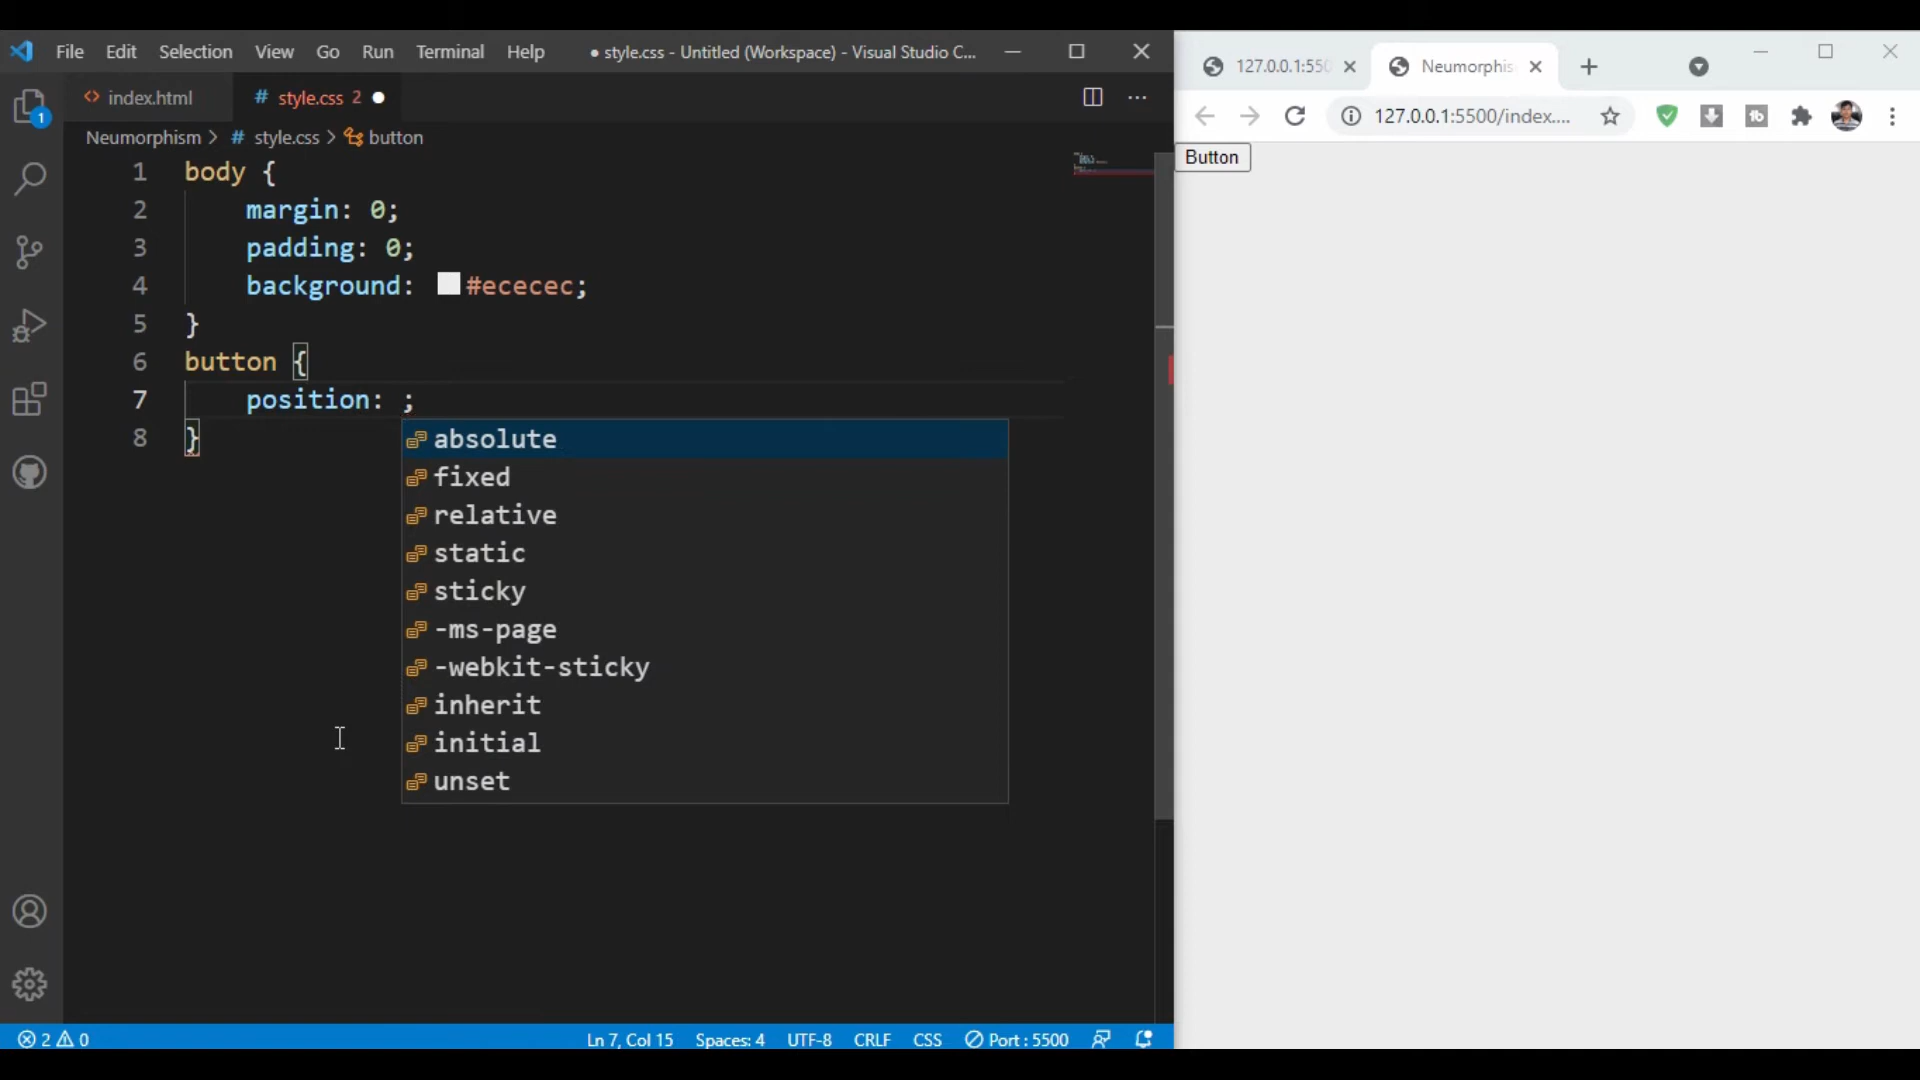 File Edit Selection View Go Run Terminal Help ● style.css - Untitled (Workspace) - Visual Studio C...
index.html # style.css 2 ●
Neumorphism > # style.css > button
1 body {
2 margin: 0;
3 padding: 0;
4 background: #ececec;
5 }
6 button {
7 position: ;
8 }
absolute
fixed
relative
static
sticky
-ms-page
-webkit-sticky
inherit
initial
unset
1
2 0 Ln 7, Col 15 Spaces: 4 UTF-8 CRLF CSS Port : 5500
127.0.0.1:550 Neumorphis
127.0.0.1:5500/index....
Button